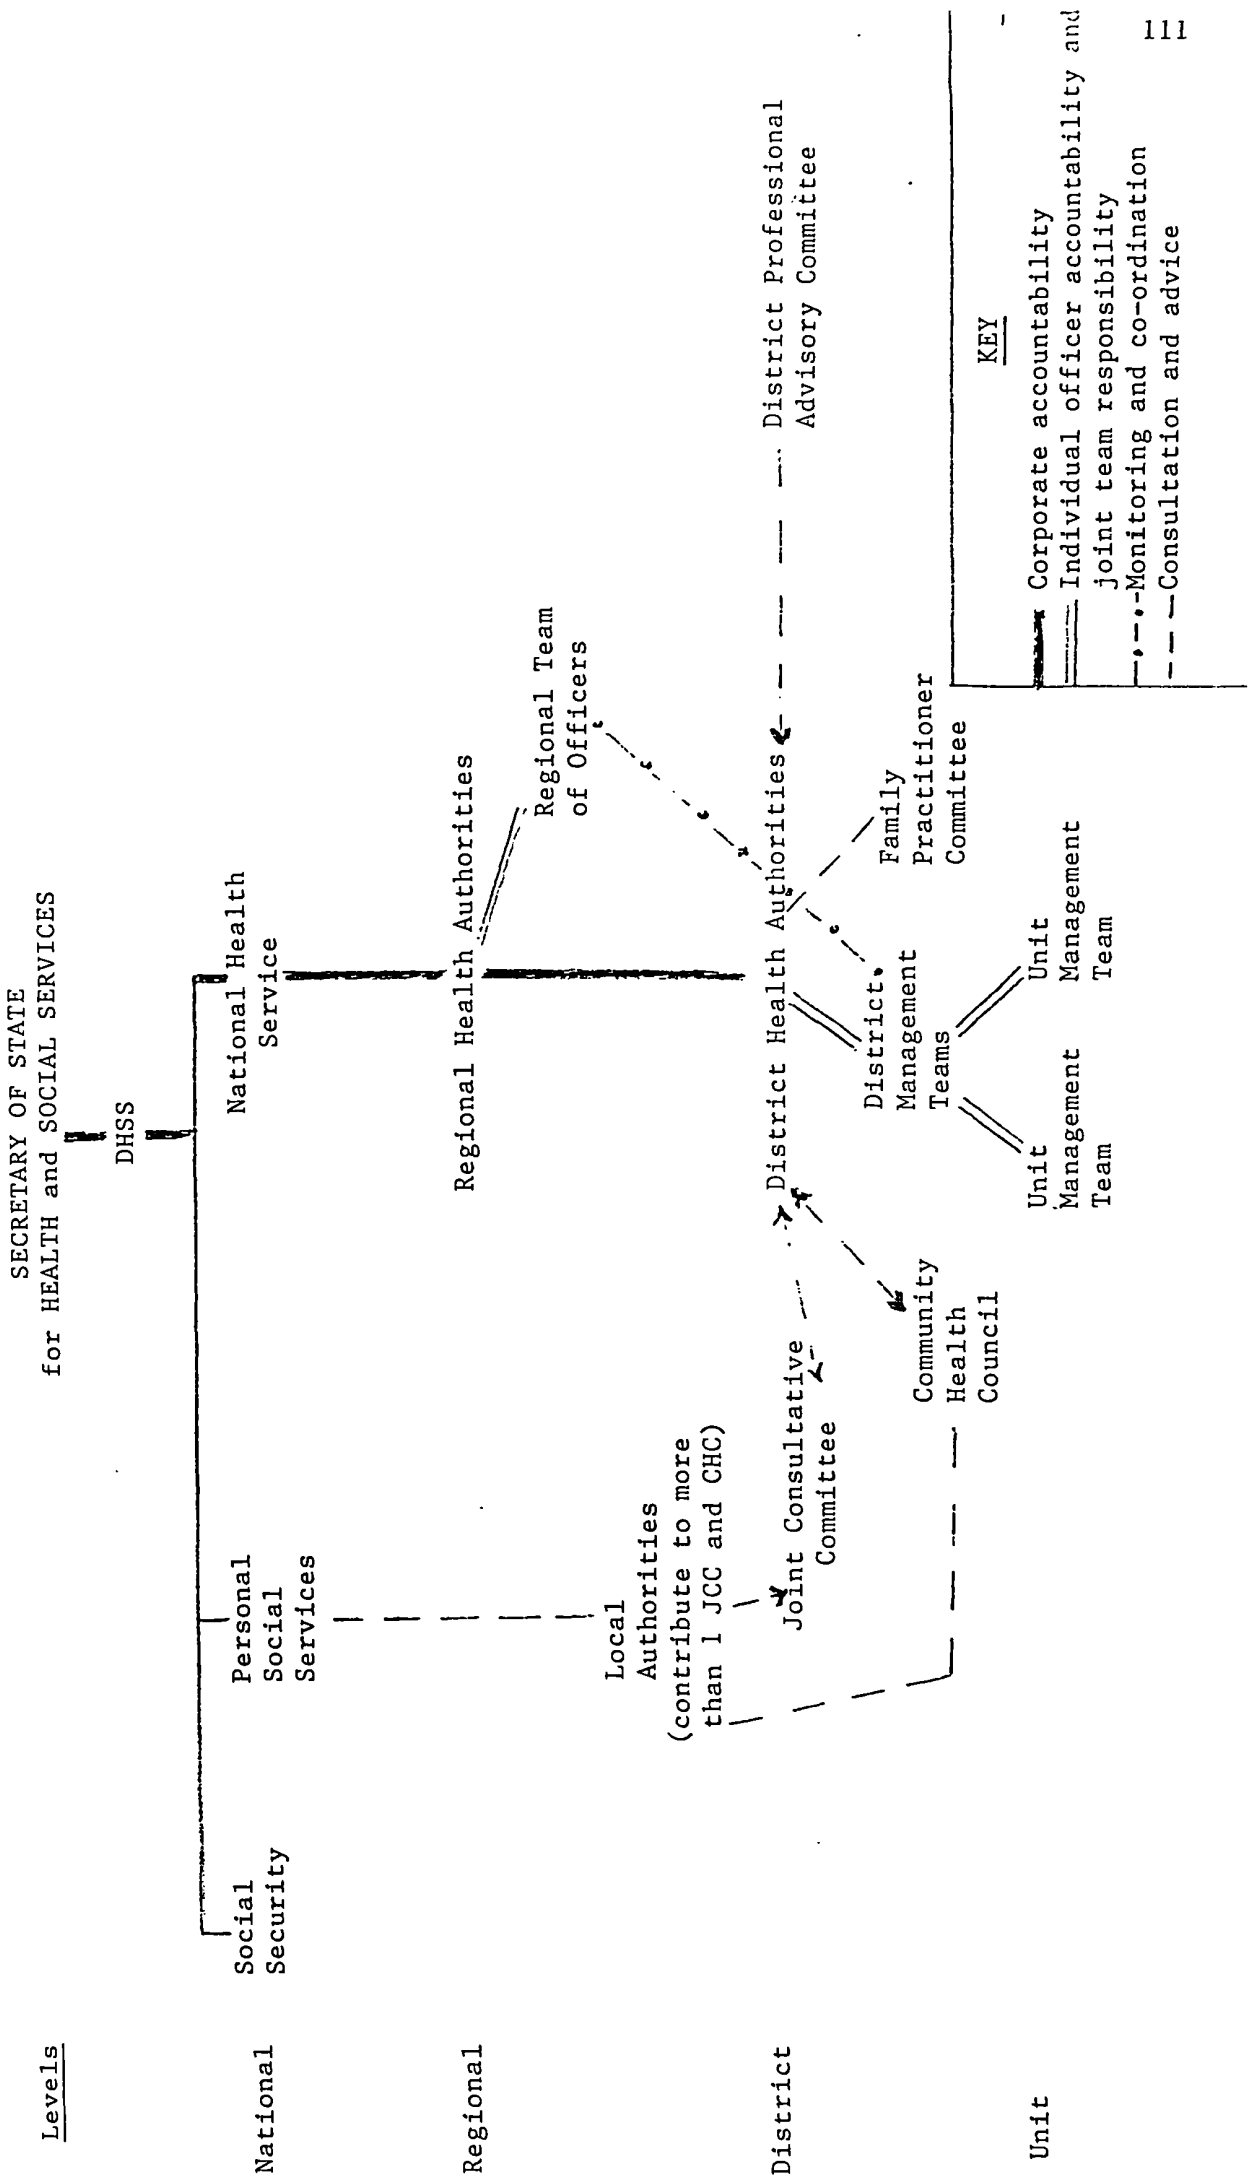 111
SECRETARY OF STATE
for HEALTH and SOCIAL SERVICES
Levels
DHSS
National
Social
Security
Personal
Social
Services
National Health
Service
Regional
Regional Health Authorities
Regional Team
of Officers
Local
Authorities
(contribute to more
than 1 JCC and CHC)
District
Joint Consultative
Committee
District Health Authorities
District Professional
Advisory Committee
Community
Health
Council
District
Management
Teams
Family
Practitioner
Committee
Unit
Unit
Management
Team
Unit
Management
Team
KEY
Corporate accountability
Individual officer accountability and
joint team responsibility
Monitoring and co-ordination
Consultation and advice